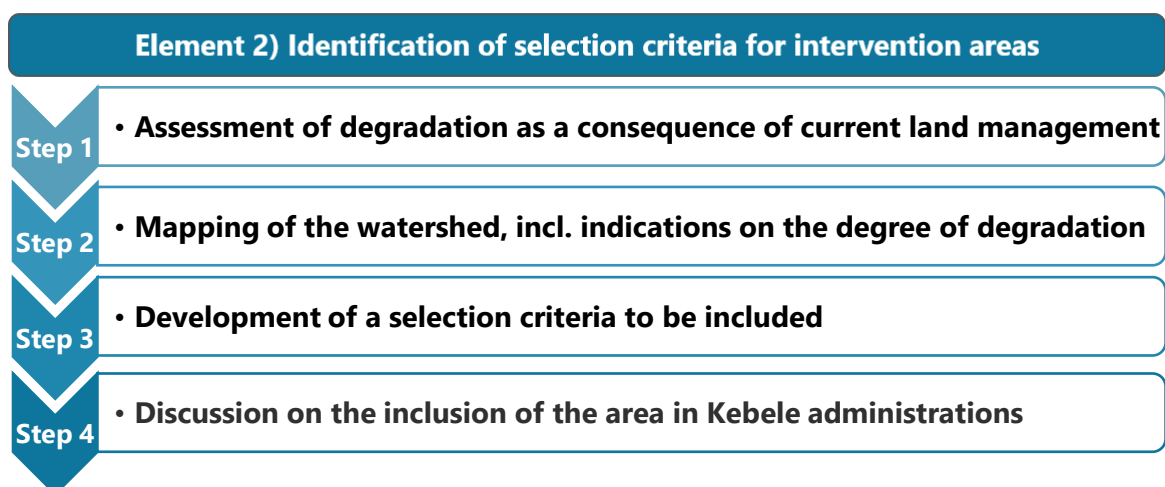 Element 2) Identification of selection criteria for intervention areas
Step 1
• Assessment of degradation as a consequence of current land management
Step 2
• Mapping of the watershed, incl. indications on the degree of degradation
Step 3
• Development of a selection criteria to be included
Step 4
• Discussion on the inclusion of the area in Kebele administrations